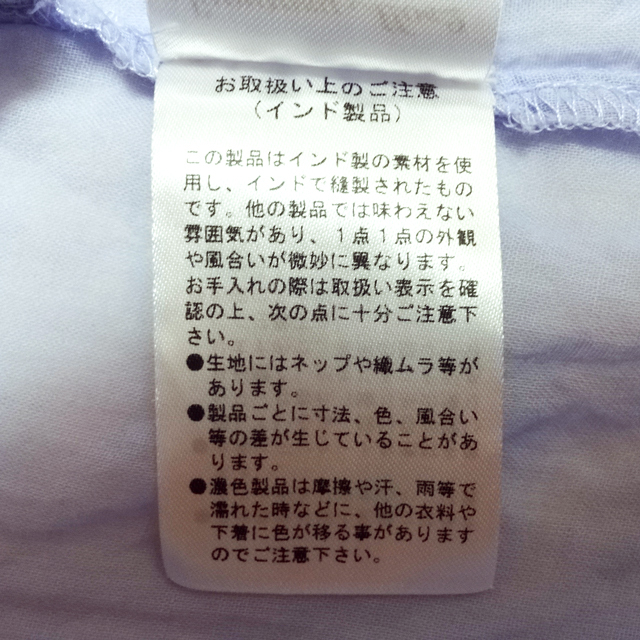 お取扱い上のご注意
（インド製品）
この製品はインド製の素材を使
用し、インドで縫製されたもの
です。他の製品では味わえない
雰囲気があり、１点１点の外観
や風合いが微妙に異なります。
お手入れの際は取扱い表示を確
認の上、次の点に十分ご注意下
さい。
●生地にはネップや織ムラ等が
あります。
●製品ごとに寸法、色、風合い
等の差が生じていることがあ
ります。
●濃色製品は摩擦や汗、雨等で
濡れた時などに、他の衣料や
下着に色が移る事があります
のでご注意下さい。